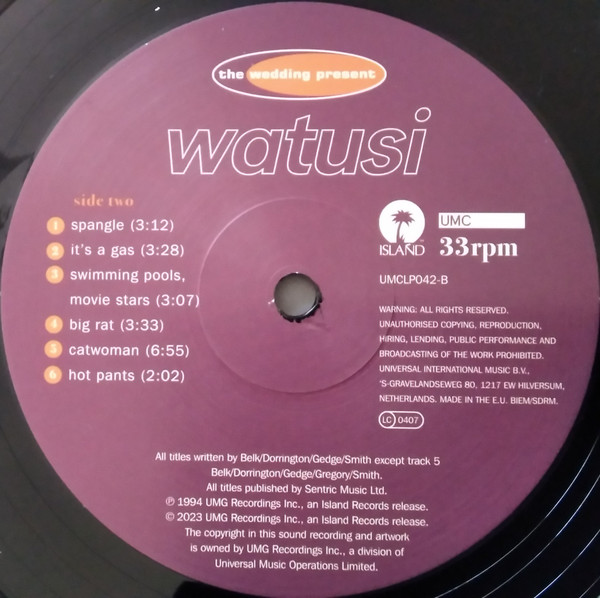 the wedding present
watusi
side two
1 spangle (3:12)
2 it's a gas (3:28)
3 swimming pools,
movie stars (3:07)
4 big rat (3:33)
5 catwoman (6:55)
6 hot pants (2:02)
ISLAND™
UMC
33rpm
UMCLP042-B
WARNING: ALL RIGHTS RESERVED.
UNAUTHORISED COPYING, REPRODUCTION,
HIRING, LENDING, PUBLIC PERFORMANCE AND
BROADCASTING OF THE WORK PROHIBITED.
UNIVERSAL INTERNATIONAL MUSIC B.V.,
'S-GRAVELANDSEWEG 80, 1217 EW HILVERSUM,
NETHERLANDS. MADE IN THE E.U. BIEM/SDRM.
LC 0407
All titles written by Belk/Dorrington/Gedge/Smith except track 5
Belk/Dorrington/Gedge/Gregory/Smith.
All titles published by Sentric Music Ltd.
℗ 1994 UMG Recordings Inc., an Island Records release.
© 2023 UMG Recordings Inc., an Island Records release.
The copyright in this sound recording and artwork
is owned by UMG Recordings Inc., a division of
Universal Music Operations Limited.